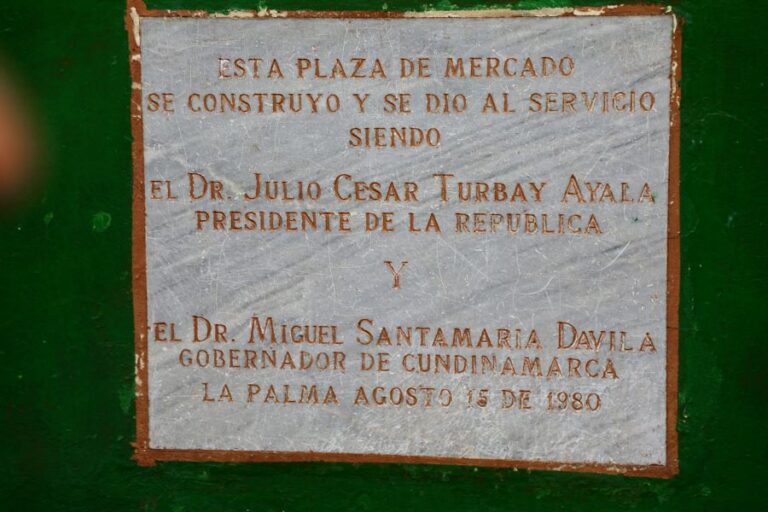 ESTA PLAZA DE MERCADO
SE CONSTRUYO Y SE DIO AL SERVICIO
SIENDO
EL DR. JULIO CESAR TURBAY AYALA
PRESIDENTE DE LA REPUBLICA
Y
EL DR. MIGUEL SANTAMARIA DAVILA
GOBERNADOR DE CUNDINAMARCA
LA PALMA AGOSTO 15 DE 1980